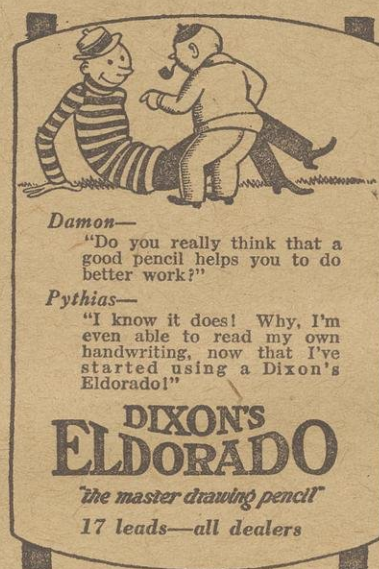 Damon—
"Do you really think that a
good pencil helps you to do
better work?"
Pythias—
"I know it does! Why, I'm
even able to read my own
handwriting, now that I've
started using a Dixon's
Eldorado!"
DIXON'S
ELDORADO
"the master drawing pencil"
17 leads—all dealers